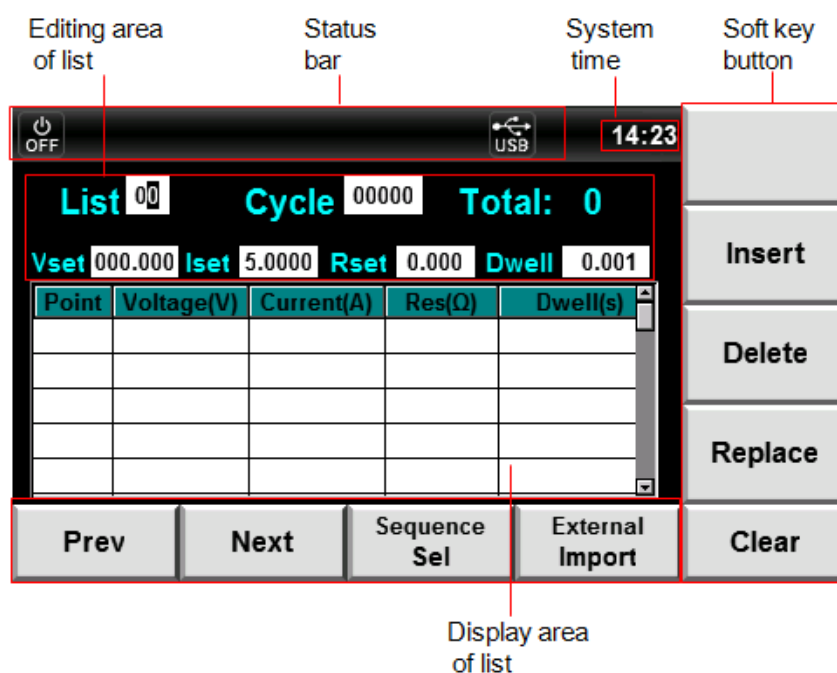 Editing area
of list
Status
bar
System
time
Soft key
button
OFF
USB
14:23
List 00 Cycle 00000 Total: 0
Vset 000.000 Iset 5.0000 Rset 0.000 Dwell 0.001
Point Voltage(V) Current(A) Res(Ω) Dwell(s)
Insert
Delete
Replace
Prev
Next
Sequence
Sel
External
Import
Clear
Display area
of list